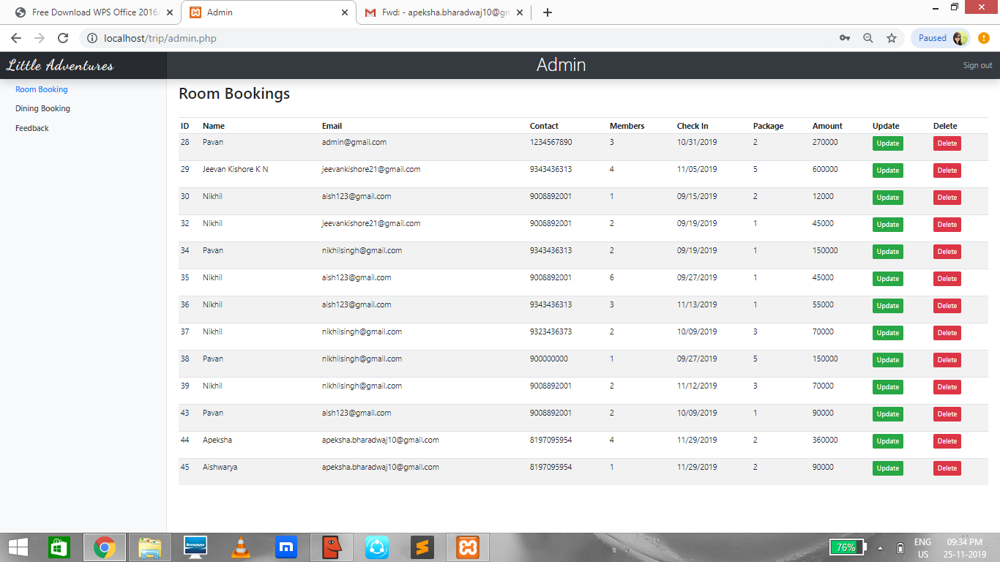 Free Download WPS Office 2016
Admin
Fwd: - apeksha.bharadwaj10@gm
localhost/trip/admin.php
Paused
Little Adventures
Admin
Sign out
Room Booking
Dining Booking
Feedback
Room Bookings
ID Name Email Contact Members Check In Package Amount Update Delete
28 Pavan admin@gmail.com 1234567890 3 10/31/2019 2 270000 Update Delete
29 Jeevan Kishore K N jeevankishore21@gmail.com 9343436313 4 11/05/2019 5 600000 Update Delete
30 Nikhil aish123@gmail.com 9008892001 1 09/15/2019 2 12000 Update Delete
32 Nikhil jeevankishore21@gmail.com 9008892001 2 09/19/2019 1 45000 Update Delete
34 Pavan nikhilsingh@gmail.com 9343436313 2 09/19/2019 1 150000 Update Delete
35 Nikhil aish123@gmail.com 9008892001 6 09/27/2019 1 45000 Update Delete
36 Nikhil aish123@gmail.com 9343436313 3 11/13/2019 1 55000 Update Delete
37 Nikhil nikhilsingh@gmail.com 9323436373 2 10/09/2019 3 70000 Update Delete
38 Pavan nikhilsingh@gmail.com 900000000 1 09/27/2019 5 150000 Update Delete
39 Nikhil nikhilsingh@gmail.com 9008892001 2 11/12/2019 3 70000 Update Delete
43 Pavan aish123@gmail.com 9008892001 2 10/09/2019 1 90000 Update Delete
44 Apeksha apeksha.bharadwaj10@gmail.com 8197095954 4 11/29/2019 2 360000 Update Delete
45 Aishwarya apeksha.bharadwaj10@gmail.com 8197095954 1 11/29/2019 2 90000 Update Delete
lenovo
76%
ENG
US
09:34 PM
25-11-2019